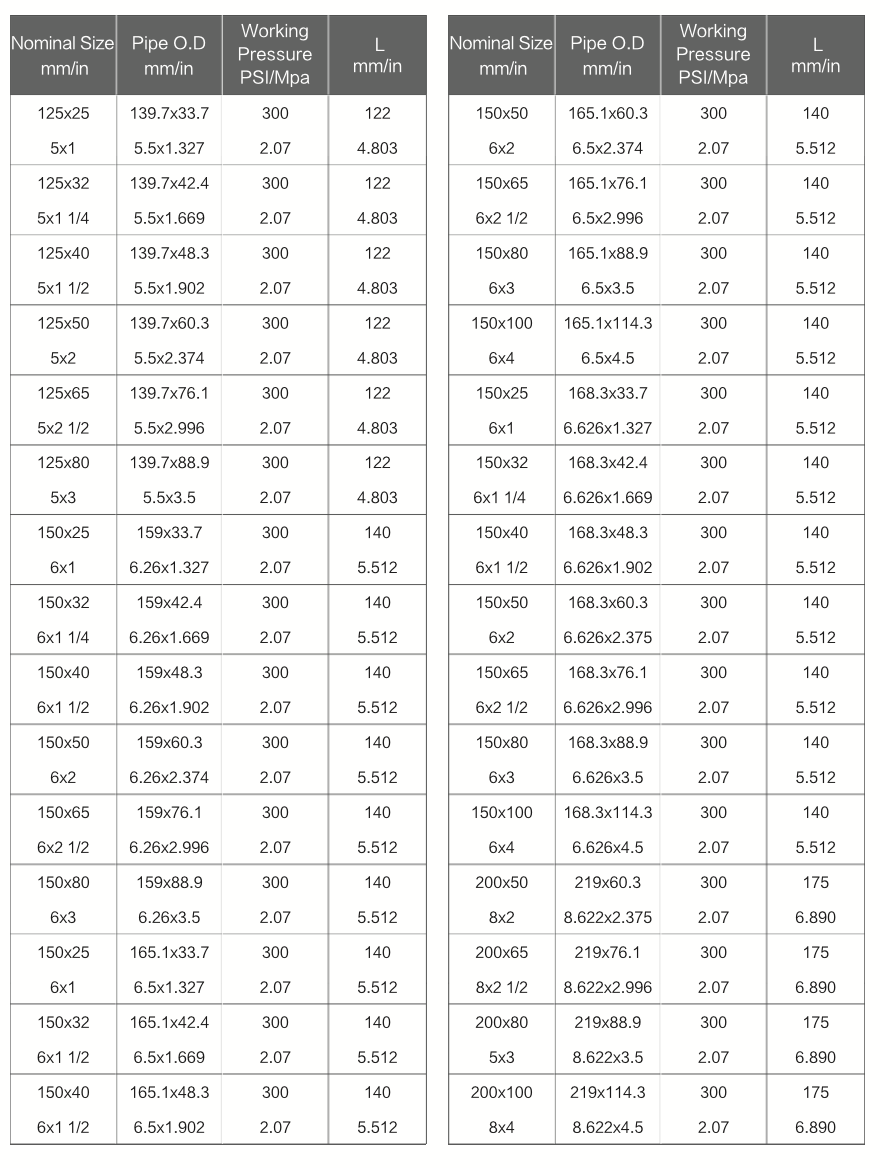 Nominal Size mm/in Pipe O.D mm/in Working Pressure PSI/Mpa L mm/in
125x25 139.7x33.7 300 122
5x1 5.5x1.327 2.07 4.803
125x32 139.7x42.4 300 122
5x1 1/4 5.5x1.669 2.07 4.803
125x40 139.7x48.3 300 122
5x1 1/2 5.5x1.902 2.07 4.803
125x50 139.7x60.3 300 122
5x2 5.5x2.374 2.07 4.803
125x65 139.7x76.1 300 122
5x2 1/2 5.5x2.996 2.07 4.803
125x80 139.7x88.9 300 122
5x3 5.5x3.5 2.07 4.803
150x25 159x33.7 300 140
6x1 6.26x1.327 2.07 5.512
150x32 159x42.4 300 140
6x1 1/4 6.26x1.669 2.07 5.512
150x40 159x48.3 300 140
6x1 1/2 6.26x1.902 2.07 5.512
150x50 159x60.3 300 140
6x2 6.26x2.374 2.07 5.512
150x65 159x76.1 300 140
6x2 1/2 6.26x2.996 2.07 5.512
150x80 159x88.9 300 140
6x3 6.26x3.5 2.07 5.512
150x25 165.1x33.7 300 140
6x1 6.5x1.327 2.07 5.512
150x32 165.1x42.4 300 140
6x1 1/2 6.5x1.669 2.07 5.512
150x40 165.1x48.3 300 140
6x1 1/2 6.5x1.902 2.07 5.512
Nominal Size mm/in Pipe O.D mm/in Working Pressure PSI/Mpa L mm/in
150x50 165.1x60.3 300 140
6x2 6.5x2.374 2.07 5.512
150x65 165.1x76.1 300 140
6x2 1/2 6.5x2.996 2.07 5.512
150x80 165.1x88.9 300 140
6x3 6.5x3.5 2.07 5.512
150x100 165.1x114.3 300 140
6x4 6.5x4.5 2.07 5.512
150x25 168.3x33.7 300 140
6x1 6.626x1.327 2.07 5.512
150x32 168.3x42.4 300 140
6x1 1/4 6.626x1.669 2.07 5.512
150x40 168.3x48.3 300 140
6x1 1/2 6.626x1.902 2.07 5.512
150x50 168.3x60.3 300 140
6x2 6.626x2.375 2.07 5.512
150x65 168.3x76.1 300 140
6x2 1/2 6.626x2.996 2.07 5.512
150x80 168.3x88.9 300 140
6x3 6.626x3.5 2.07 5.512
150x100 168.3x114.3 300 140
6x4 6.626x4.5 2.07 5.512
200x50 219x60.3 300 175
8x2 8.622x2.375 2.07 6.890
200x65 219x76.1 300 175
8x2 1/2 8.622x2.996 2.07 6.890
200x80 219x88.9 300 175
5x3 8.622x3.5 2.07 6.890
200x100 219x114.3 300 175
8x4 8.622x4.5 2.07 6.890